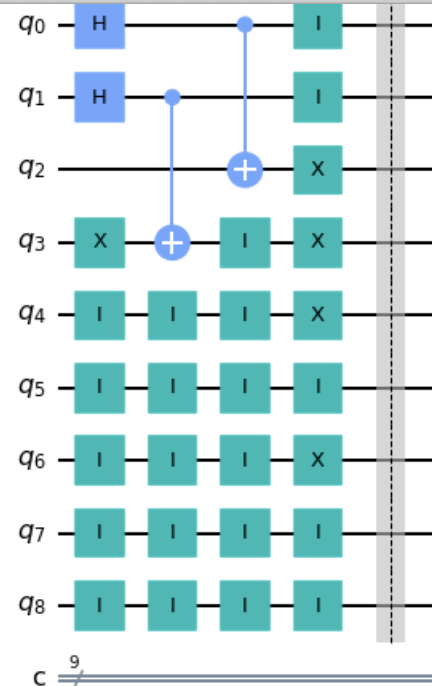 q0 H I
q1 H I
q2 X
q3 X I X
q4 I I I X
q5 I I I I
q6 I I I X
q7 I I I I
q8 I I I I
9
c